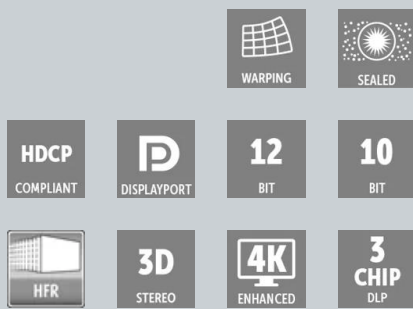 WARPING
SEALED
HDCP
COMPLIANT
DISPLAYPORT
12
BIT
10
BIT
HFR
3D
STEREO
4K
ENHANCED
3
CHIP
DLP